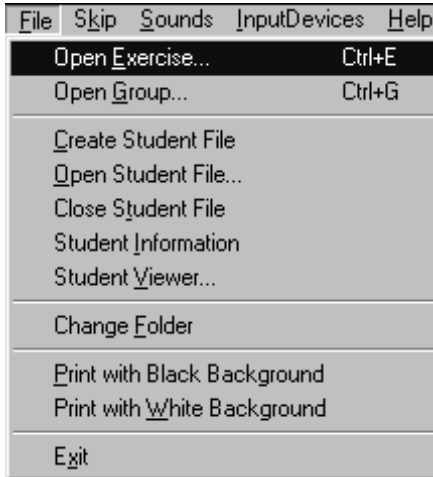 File Skip Sounds InputDevices Help
Open Exercise... Ctrl+E
Open Group... Ctrl+G
Create Student File
Open Student File...
Close Student File
Student Information
Student Viewer...
Change Folder
Print with Black Background
Print with White Background
Exit